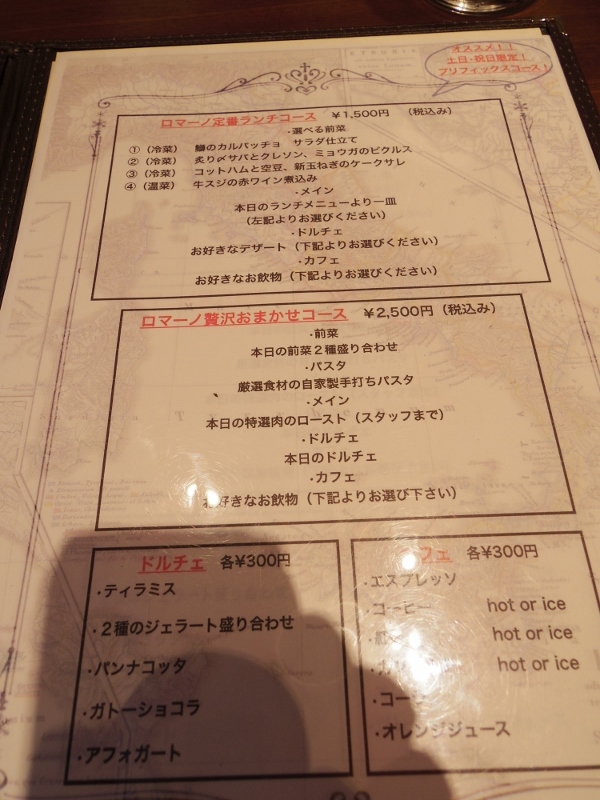 オススメ!!
土日・祝日限定!
プリフィックスコース!
ロマーノ定番ランチコース ¥1,500円 (税込み)
・選べる前菜
①(冷菜) 鰤のカルパッチョ サラダ仕立て
②(冷菜) 炙り〆サバとクレソン、ミョウガのピクルス
③(冷菜) コットハムと空豆、新玉ねぎのケークサレ
④(温菜) 牛スジの赤ワイン煮込み
・メイン
本日のランチメニューより一皿
(左記よりお選びください)
・ドルチェ
お好きなデザート(下記よりお選びください)
・カフェ
お好きなお飲物(下記よりお選びください)
ロマーノ贅沢おまかせコース ¥2,500円(税込み)
・前菜
本日の前菜2種盛り合わせ
・パスタ
厳選食材の自家製手打ちパスタ
・メイン
本日の特選肉のロースト(スタッフまで)
・ドルチェ
本日のドルチェ
・カフェ
お好きなお飲物(下記よりお選び下さい)
ドルチェ 各¥300円
・ティラミス
・2種のジェラート盛り合わせ
・パンナコッタ
・ガトーショコラ
・アフォガート
フェ 各¥300円
・エスプレッソ
・コーヒー hot or ice
hot or ice
hot or ice
・オレンジジュース